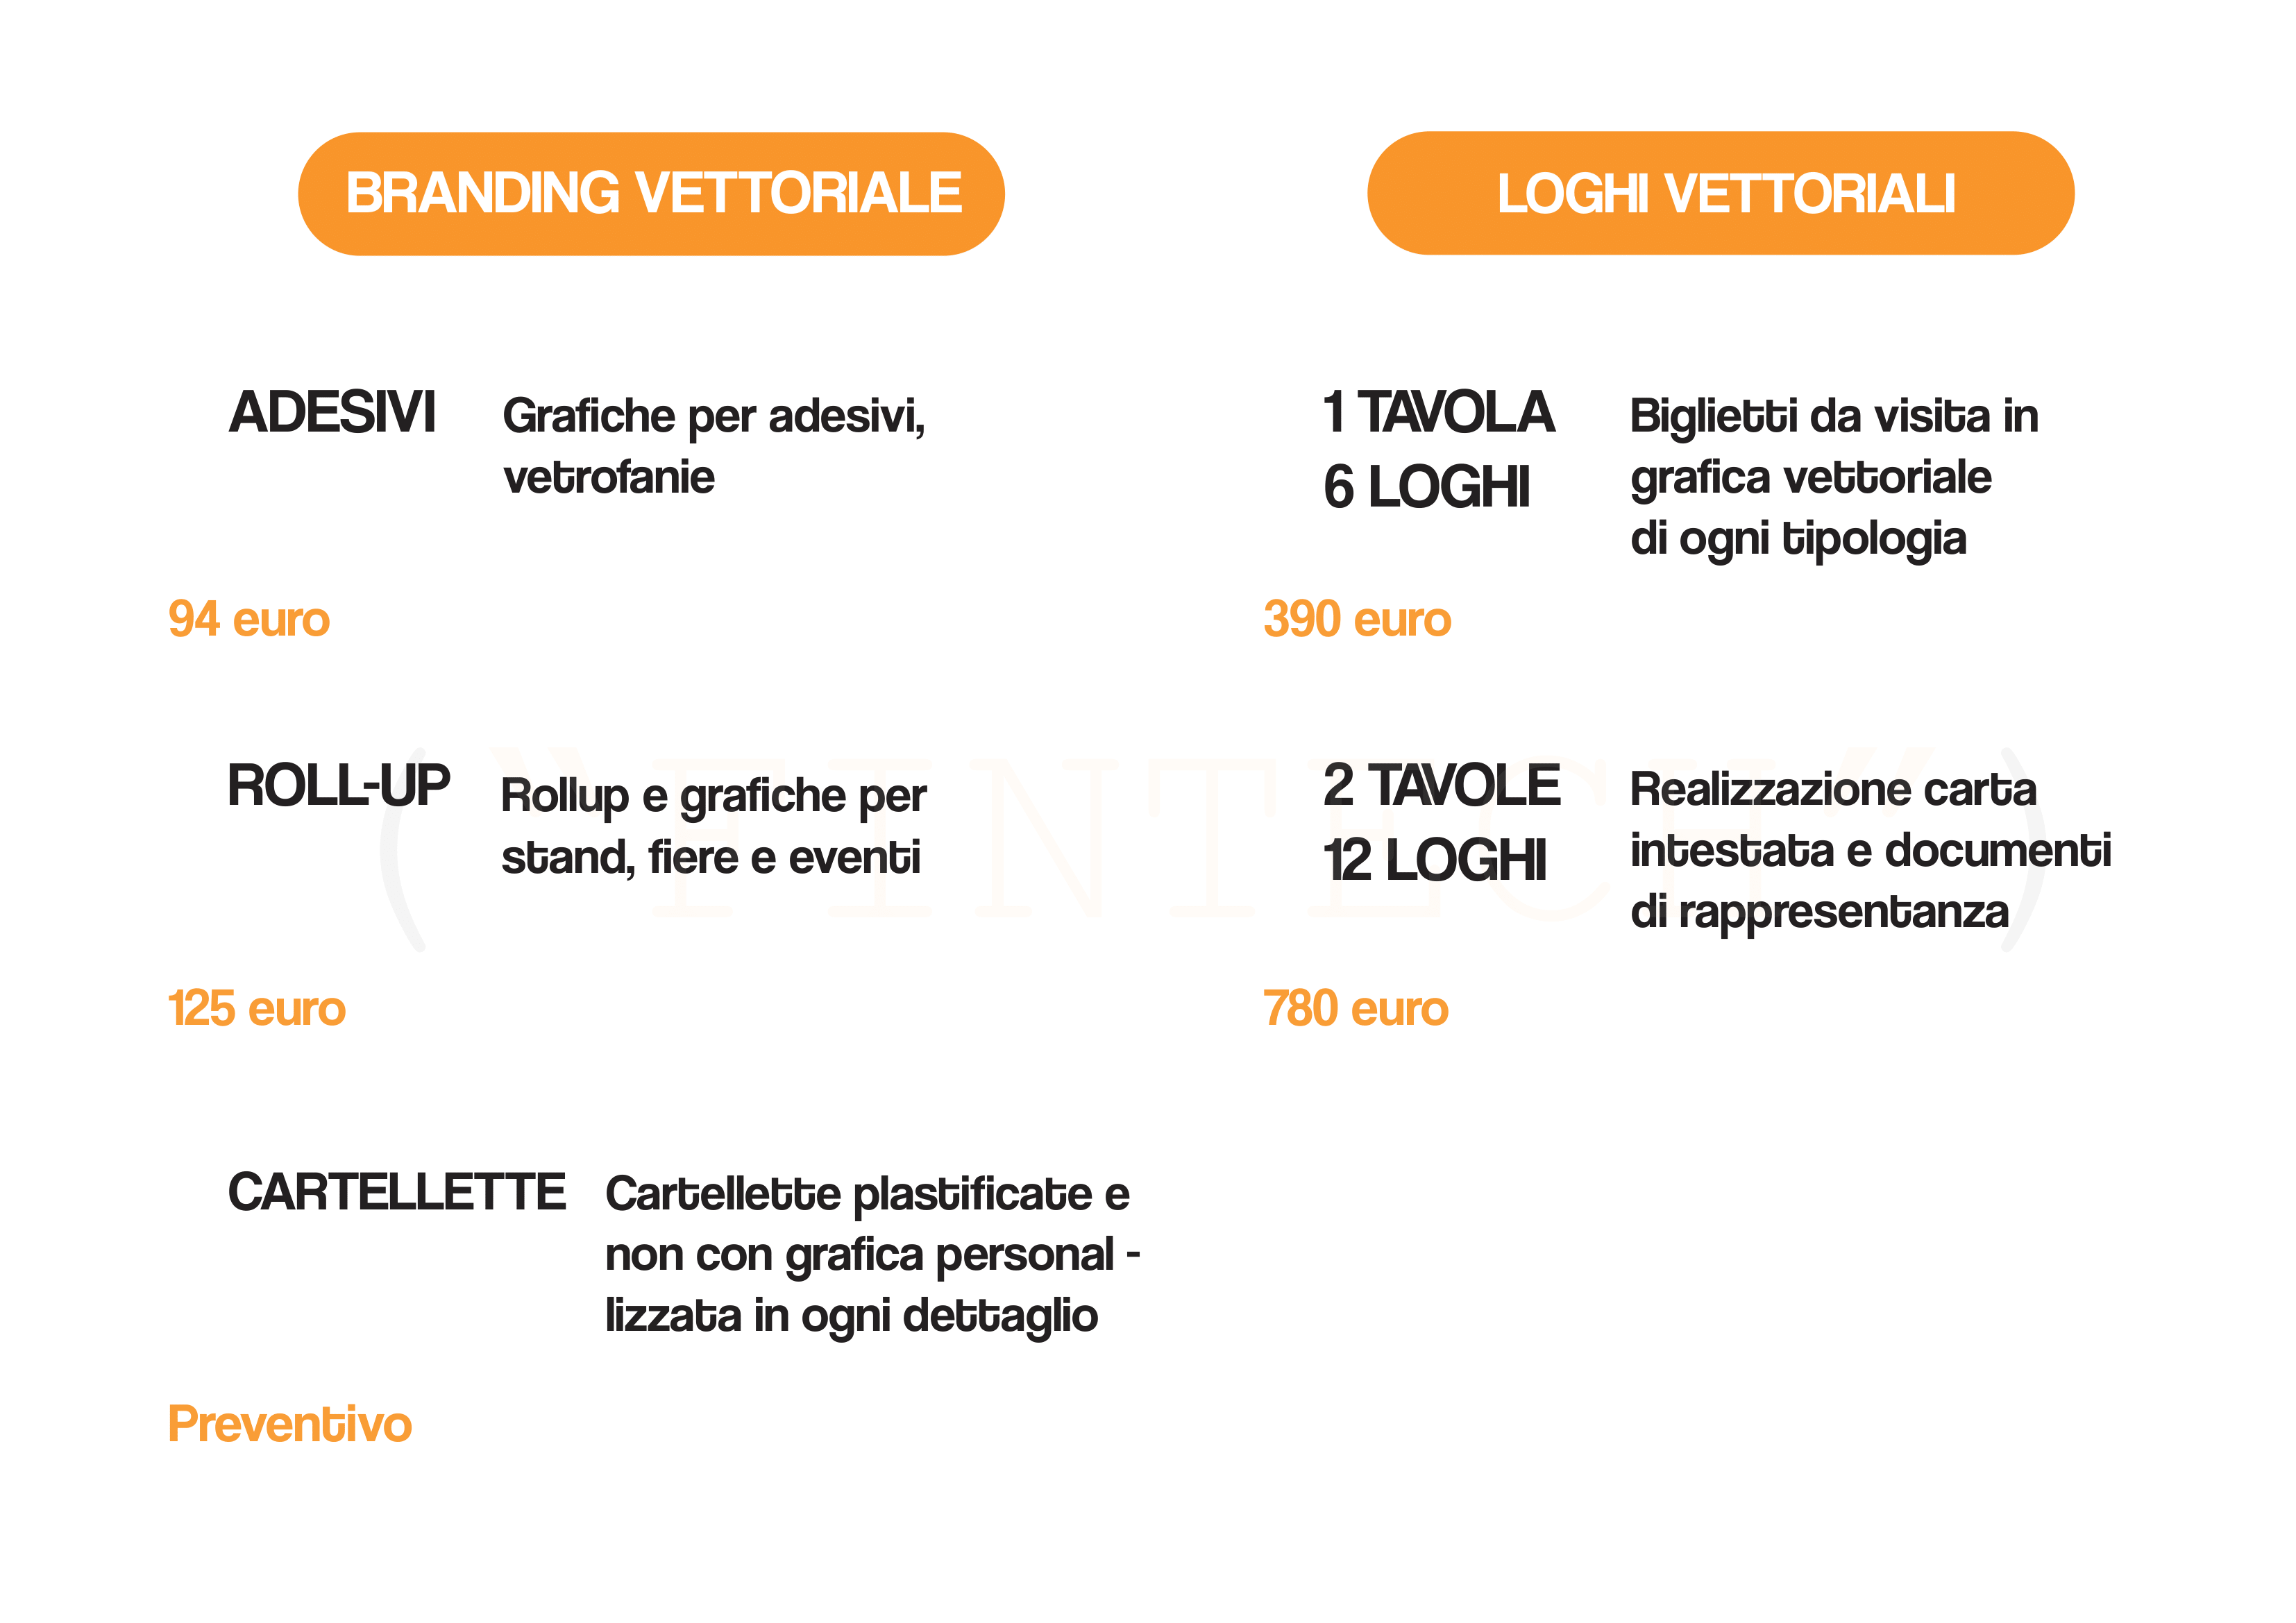 BRANDING VETTORIALE
ADESIVI
Grafiche per adesivi,
vetrofanie
94 euro
ROLL-UP
Rollup e grafiche per
stand, fiere e eventi
125 euro
CARTELLETTE
Cartellette plastificate e
non con grafica personal -
lizzata in ogni dettaglio
Preventivo
LOGHI VETTORIALI
1 TAVOLA
6 LOGHI
Biglietti da visita in
grafica vettoriale
di ogni tipologia
390 euro
2 TAVOLE
12 LOGHI
Realizzazione carta
intestata e documenti
di rappresentanza
780 euro
(“FINTECH”)